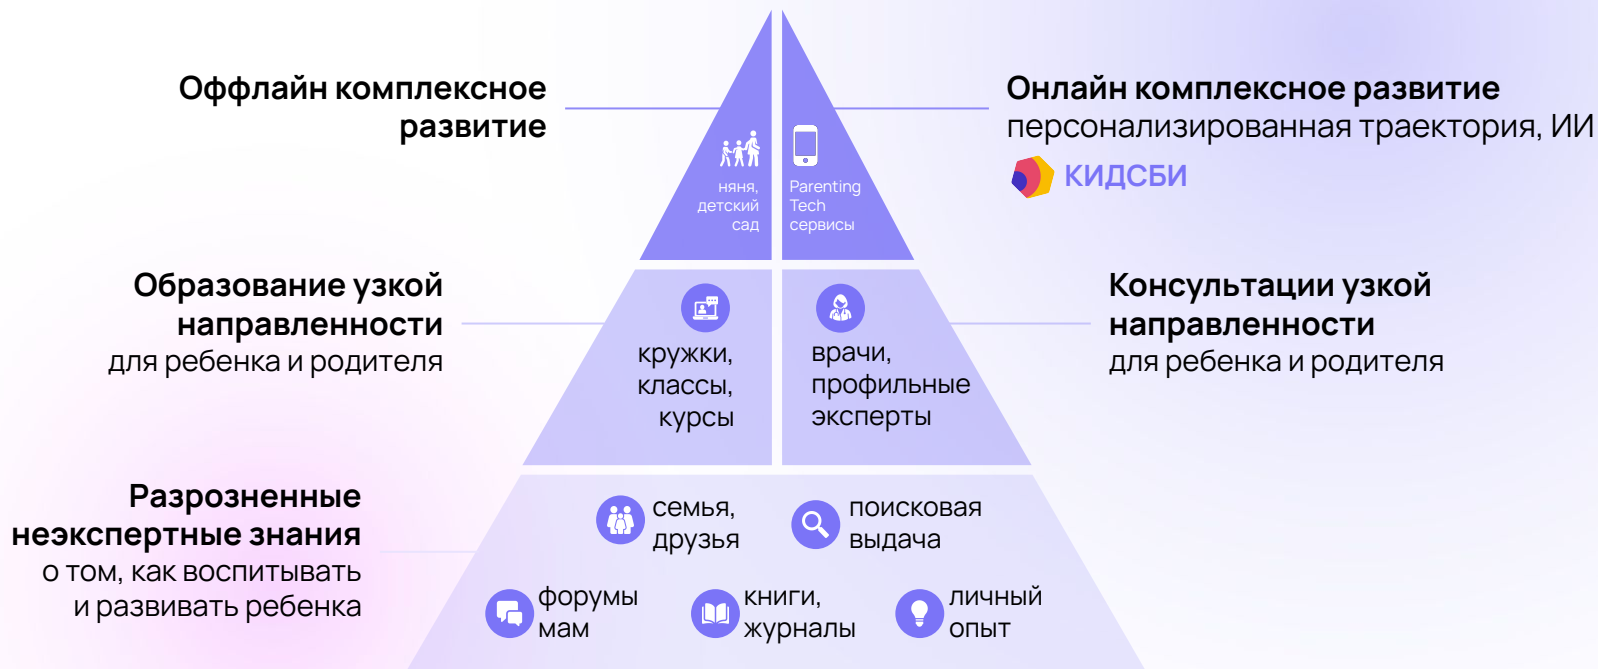 Оффлайн комплексное
развитие
няня,
детский
сад
Parenting
Tech
сервисы
Онлайн комплексное развитие
персонализированная траектория, ИИ
КИДСБИ
Образование узкой
направленности
для ребенка и родителя
кружки,
классы,
курсы
врачи,
профильные
эксперты
Консультации узкой
направленности
для ребенка и родителя
Разрозненные
неэкспертные знания
о том, как воспитывать
и развивать ребенка
семья,
друзья
поисковая
выдача
форумы
мам
книги,
журналы
личный
опыт